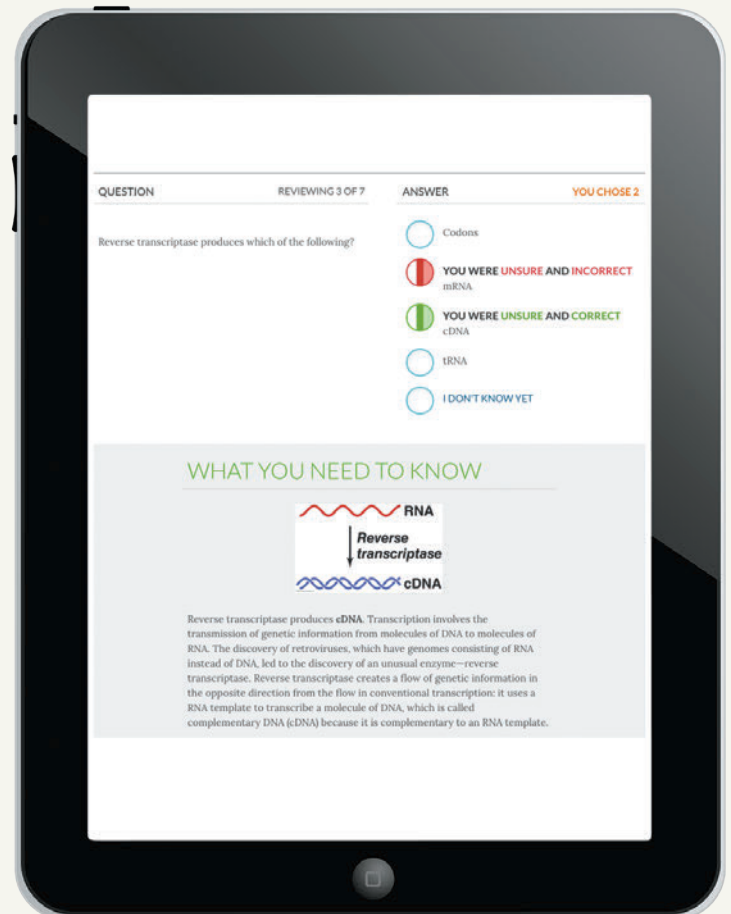 QUESTION
REVIEWING 3 OF 7
Reverse transcriptase produces which of the following?
ANSWER
YOU CHOSE 2
Codons
YOU WERE UNSURE AND INCORRECT
mRNA
YOU WERE UNSURE AND CORRECT
cDNA
tRNA
I DON'T KNOW YET
WHAT YOU NEED TO KNOW
RNA
Reverse
transcriptase
cDNA
Reverse transcriptase produces cDNA. Transcription involves the
transmission of genetic information from molecules of DNA to molecules of
RNA. The discovery of retroviruses, which have genomes consisting of RNA
instead of DNA, led to the discovery of an unusual enzyme—reverse
transcriptase. Reverse transcriptase creates a flow of genetic information in
the opposite direction from the flow in conventional transcription: it uses a
RNA template to transcribe a molecule of DNA, which is called
complementary DNA (cDNA) because it is complementary to an RNA template.